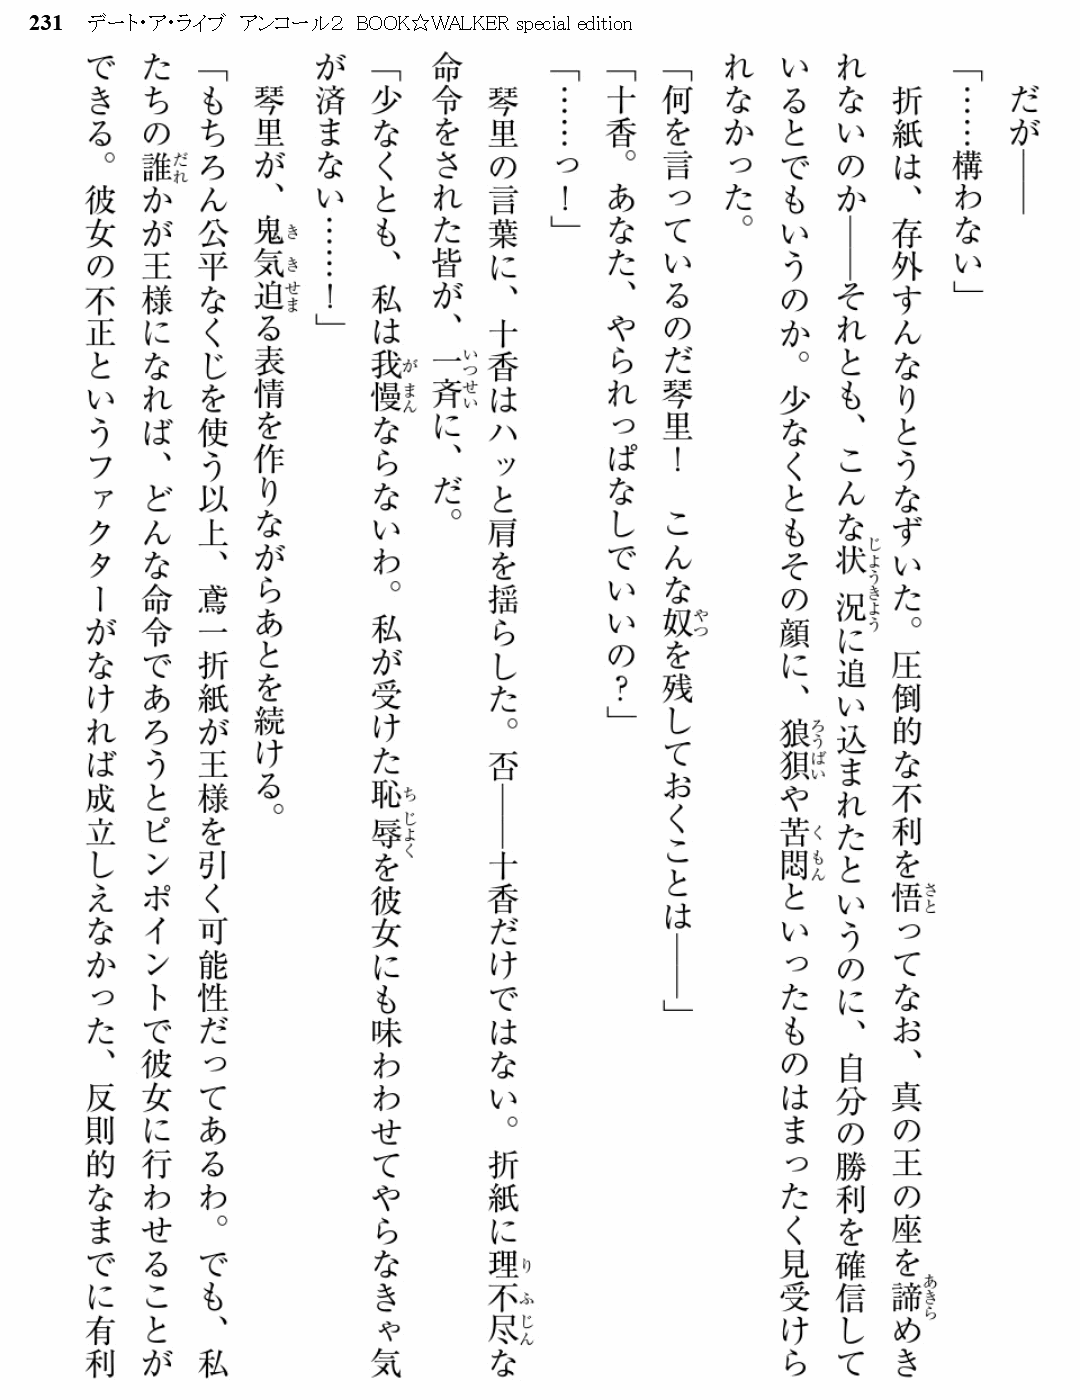 231 デート・ア・ライブ アンコール2 BOOK☆WALKER special edition
だが――
「……構わない」
折紙は、存外すんなりとうなずいた。圧倒的な不利を悟ってなお、真の王の座を諦めき
れないのか――それとも、こんな状況に追い込まれたというのに、自分の勝利を確信して
いるとでもいうのか。少なくともその顔に、狼狽や苦悶といったものはまったく見受けら
れなかった。
「何を言っているのだ琴里！　こんな奴を残しておくことは――」
「十香。あなた、やられっぱなしでいいの？」
「……っ！」
琴里の言葉に、十香はハッと肩を揺らした。否――十香だけではない。折紙に理不尽な
命令をされた皆が、一斉に、だ。
「少なくとも、私は我慢ならないわ。私が受けた恥辱を彼女にも味わわせてやらなきゃ気
が済まない……！」
琴里が、鬼気迫る表情を作りながらあとを続ける。
「もちろん公平なくじを使う以上、鳶一折紙が王様を引く可能性だってあるわ。でも、私
たちの誰かが王様になれば、どんな命令であろうとピンポイントで彼女に行わせることが
できる。彼女の不正というファクターがなければ成立しえなかった、反則的なまでに有利